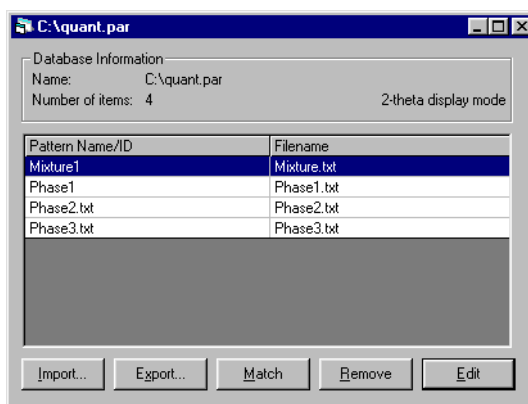 C:\quant.par
Database Information
Name: C:\quant.par
Number of items: 4 2-theta display mode
Pattern Name/ID Filename
Mixture1 Mixture.txt
Phase1 Phase1.txt
Phase2.txt Phase2.txt
Phase3.txt Phase3.txt
Import... Export... Match Remove Edit